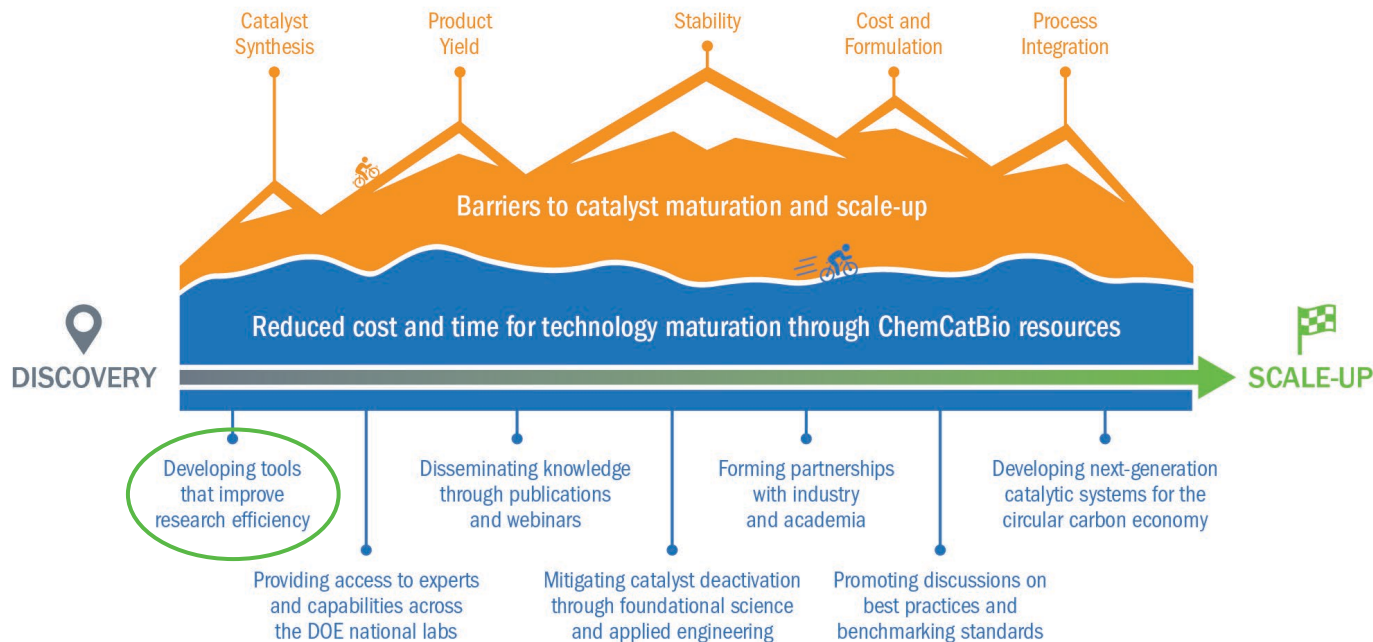 Catalyst
Synthesis
Product
Yield
Stability
Cost and
Formulation
Process
Integration
Barriers to catalyst maturation and scale-up
Reduced cost and time for technology maturation through ChemCatBio resources
DISCOVERY
SCALE-UP
Developing tools
that improve
research efficiency
Disseminating knowledge
through publications
and webinars
Forming partnerships
with industry
and academia
Developing next-generation
catalytic systems for the
circular carbon economy
Providing access to experts
and capabilities across
the DOE national labs
Mitigating catalyst deactivation
through foundational science
and applied engineering
Promoting discussions on
best practices and
benchmarking standards